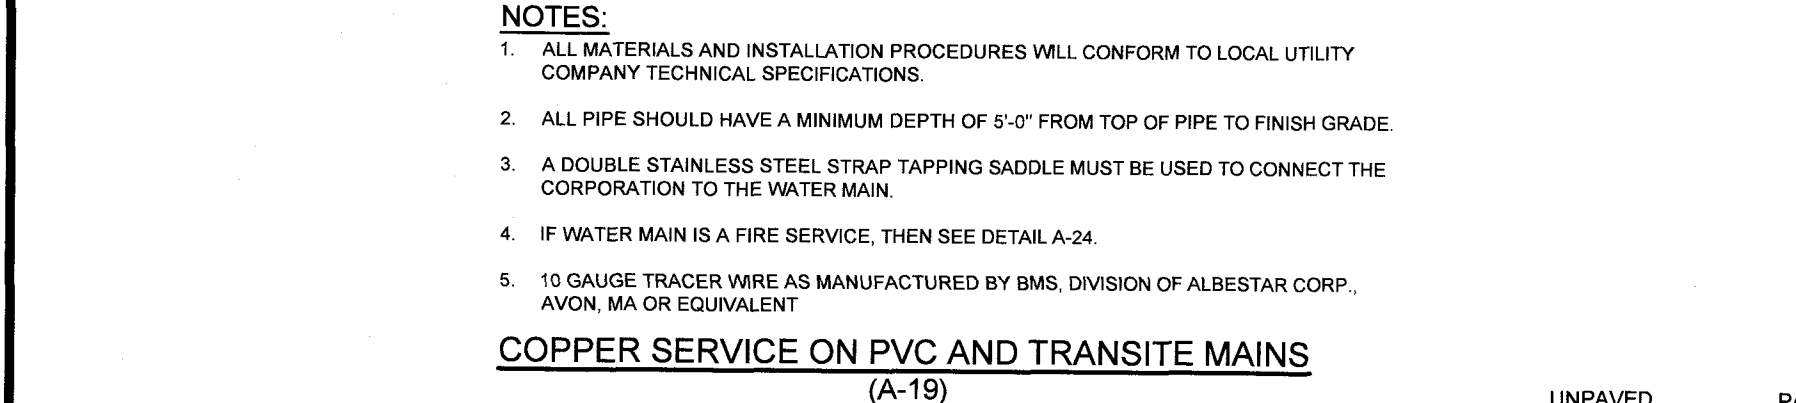 NOTES:
1. ALL MATERIALS AND INSTALLATION PROCEDURES WILL CONFORM TO LOCAL UTILITY
COMPANY TECHNICAL SPECIFICATIONS.
2. ALL PIPE SHOULD HAVE A MINIMUM DEPTH OF 5'-0" FROM TOP OF PIPE TO FINISH GRADE.
3. A DOUBLE STAINLESS STEEL STRAP TAPPING SADDLE MUST BE USED TO CONNECT THE
CORPORATION TO THE WATER MAIN.
4. IF WATER MAIN IS A FIRE SERVICE, THEN SEE DETAIL A-24.
5. 10 GAUGE TRACER WIRE AS MANUFACTURED BY BMS, DIVISION OF ALBESTAR CORP.,
AVON, MA OR EQUIVALENT
COPPER SERVICE ON PVC AND TRANSITE MAINS
(A-19)
UNPAVED